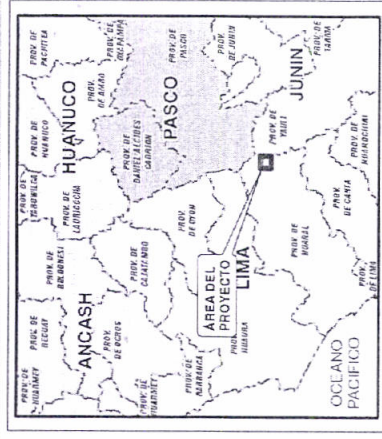 PROV. DE
HUARMEY
PROV. DE
RECUAY
PROV. DE
BOLOGNESI
PROV. DE
YAROWILCA
PROV. DE
HUANUCO
PROV. DE
PACHITEA
ANCASH
PROV.
DE OCROS
PROV. DE
LAURICOCHA
HUANUCO
PROV.
DE AMBO
PROV. DE
OXAPAMPA
PROV. DE
CAJATAMBO
PROV. DE
DANIEL ALCIDES
CARRION
PASCO
PROV. DE
PASCO
PROV. DE
HUARMEY
PROV. DE
BARRANCA
PROV.
DE OYON
PROV. DE
HUAURA
ÁREA DEL
PROYECTO
LIMA
PROV.
DE JUNIN
JUNIN
PROV. DE
YAULI
PROV. DE
TARMA
PROV. DE
HUARAL
PROV.
DE CANTA
PROV. DE
HUAROCHIRI
PROV.
DE LIMA
OCEANO
PACIFICO